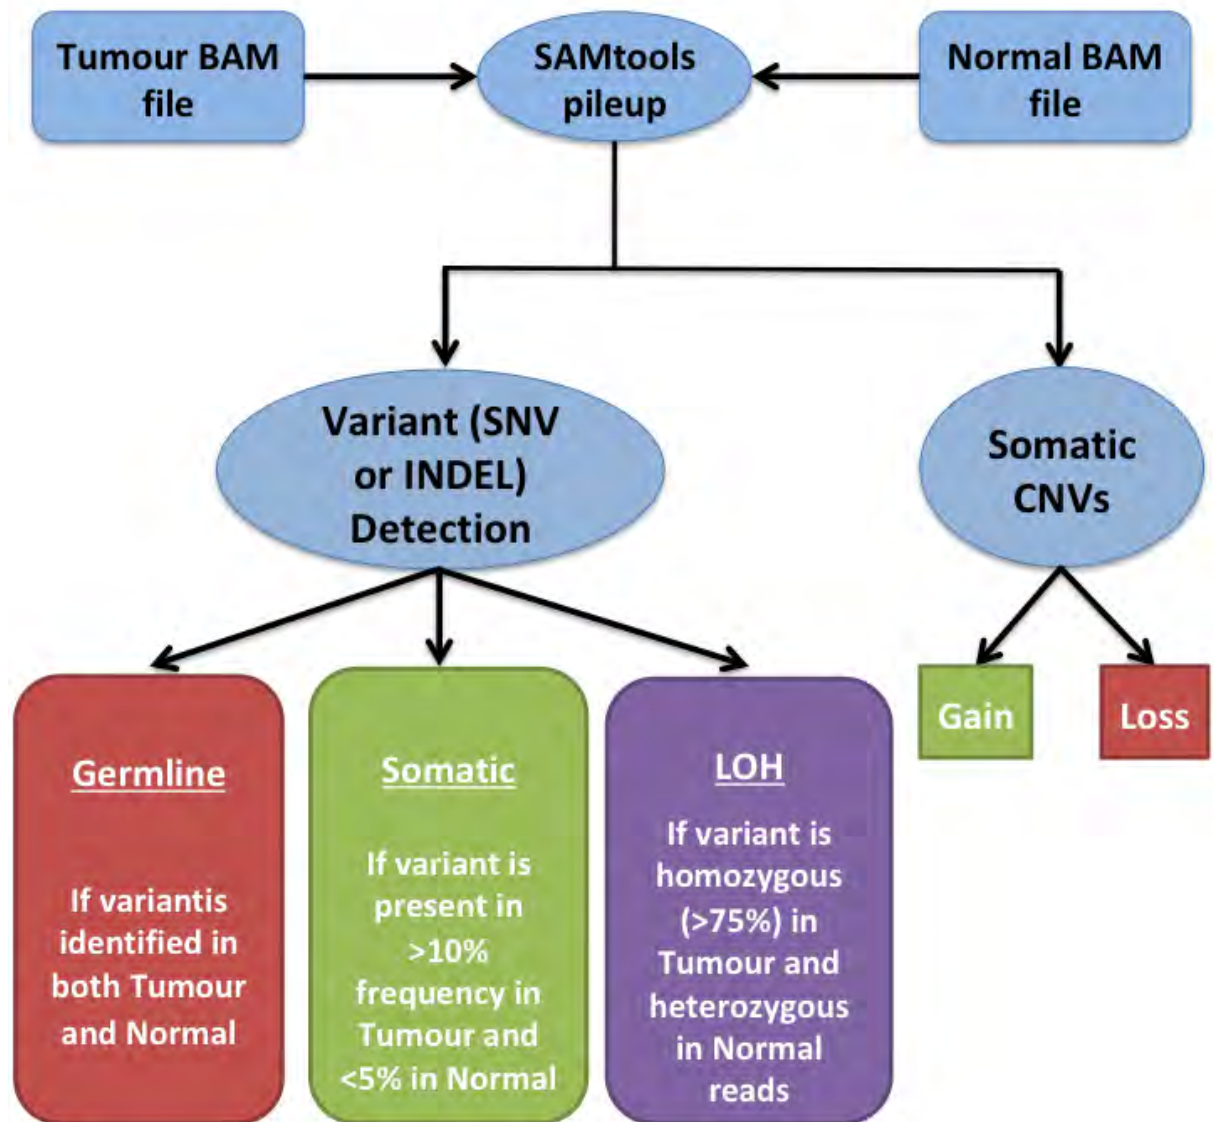 Tumour BAM
file
SAMtools
pileup
Normal BAM
file
Variant (SNV
or INDEL)
Detection
Somatic
CNVs
Germline
If variantis
identified in
both Tumour
and Normal
Somatic
If variant is
present in
>10%
frequency in
Tumour and
<5% in Normal
LOH
If variant is
homozygous
(>75%) in
Tumour and
heterozygous
in Normal
reads
Gain
Loss